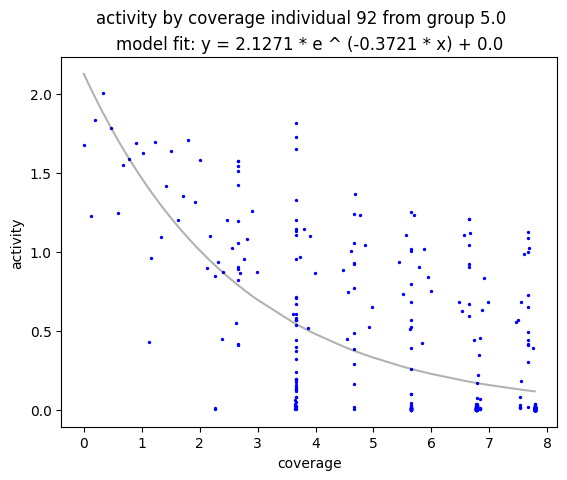 activity by coverage individual 92 from group 5.0
model fit: y = 2.1271 * e ^ (-0.3721 * x) + 0.0
activity
2.0
1.5
1.0
0.5
0.0
0 1 2 3 4 5 6 7 8
coverage